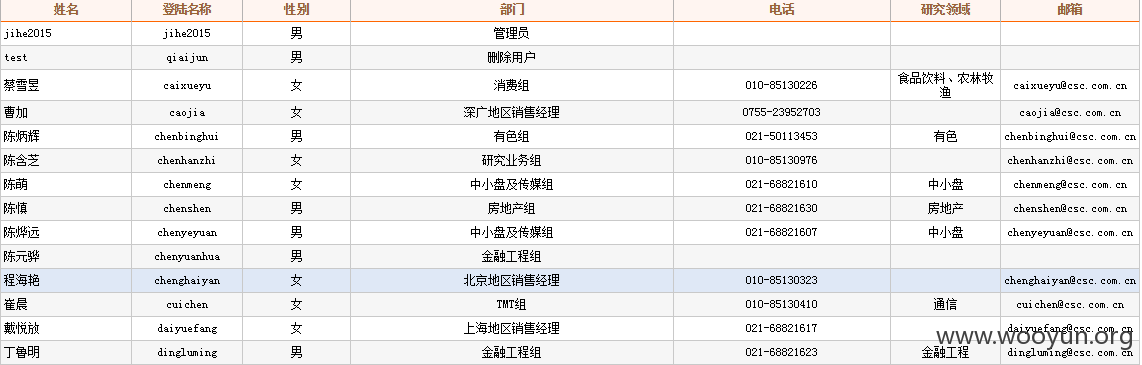 姓名 登陆名称 性别 部门 电话 研究领域 邮箱
jihe2015 jihe2015 男 管理员
test qiaijun 男 删除用户
蔡雪昱 caixueyu 女 消费组 010-85130226 食品饮料、农林牧渔 caixueyu@csc.com.cn
曹加 caojia 女 深广地区销售经理 0755-23952703 caojia@csc.com.cn
陈炳辉 chenbinghui 男 有色组 021-50113453 有色 chenbinghui@csc.com.cn
陈含芝 chenhanzhi 女 研究业务组 010-85130976 chenhanzhi@csc.com.cn
陈萌 chenmeng 女 中小盘及传媒组 021-68821610 中小盘 chenmeng@csc.com.cn
陈慎 chenshen 男 房地产组 021-68821630 房地产 chenshen@csc.com.cn
陈烨远 chenyeyuan 男 中小盘及传媒组 021-68821607 中小盘 chenyeyuan@csc.com.cn
陈元骅 chenyuanhua 男 金融工程组
程海艳 chenghaiyan 女 北京地区销售经理 010-85130323 chenghaiyan@csc.com.cn
崔晨 cuichen 女 TMT组 010-85130410 通信 cuichen@csc.com.cn
戴悦放 daiyuefang 女 上海地区销售经理 021-68821617 daiyuefang@csc.com.cn
丁鲁明 dingluming 男 金融工程组 021-68821623 金融工程 dingluming@csc.com.cn
www.wooyun.org